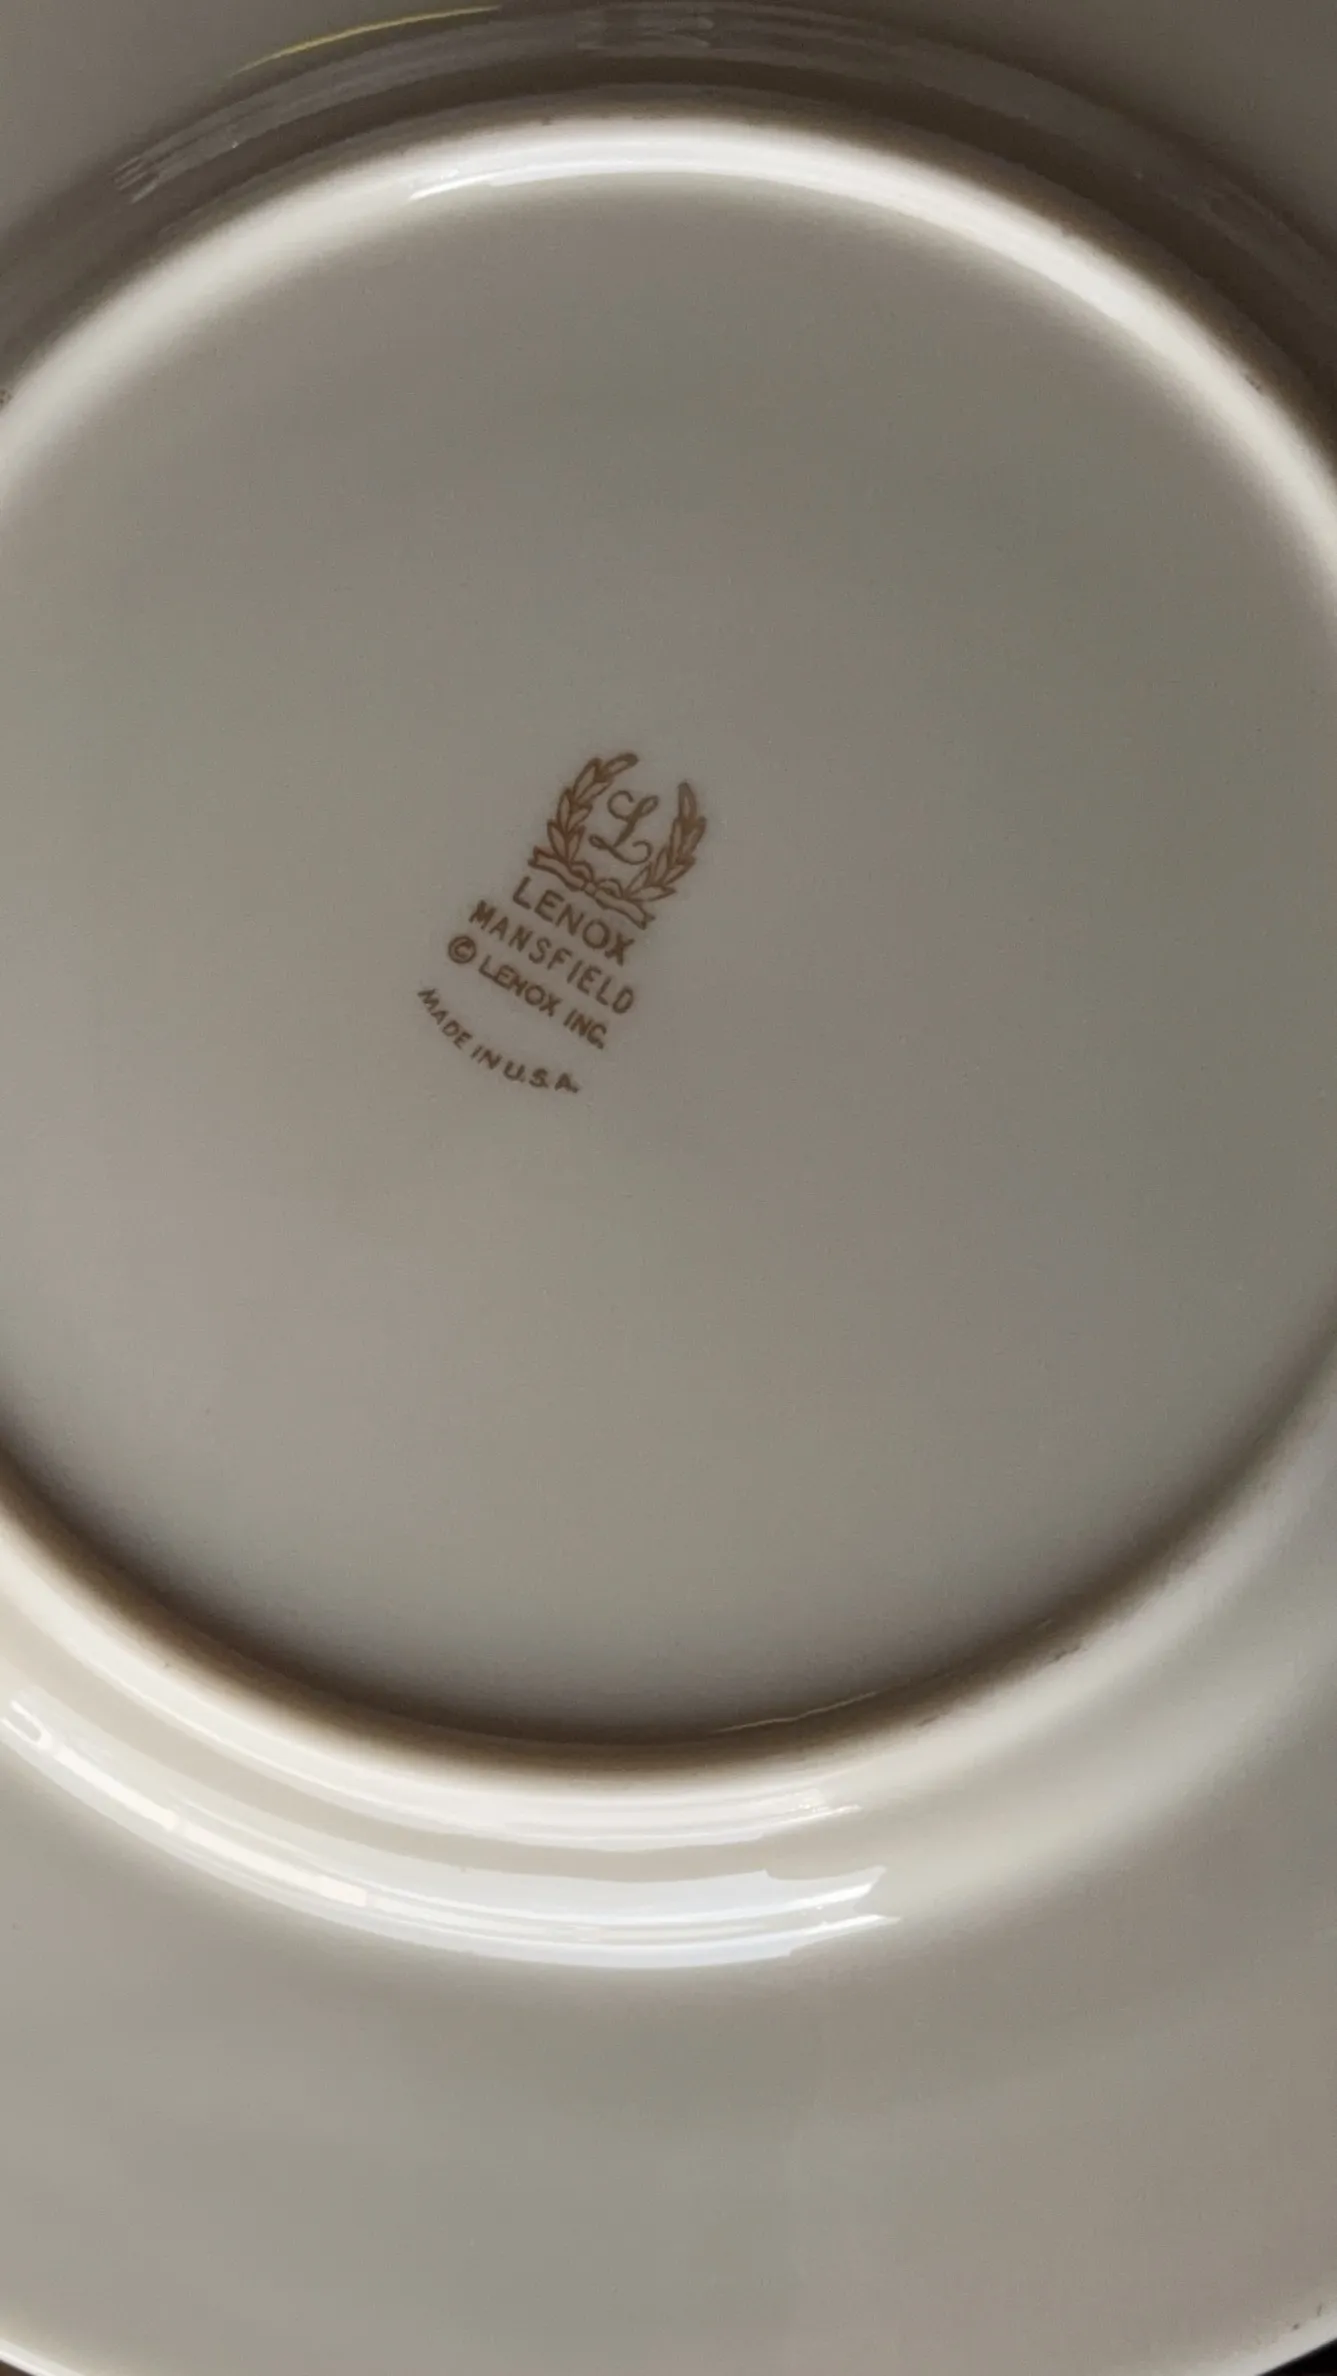 L
LENOX
MANSFIELD
© LENOX INC.
MADE IN U.S.A.